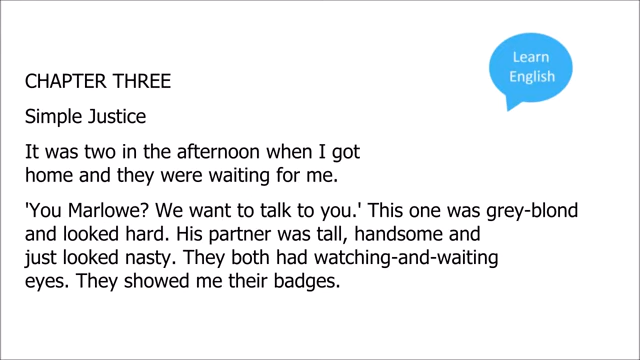 Learn
English
CHAPTER THREE
Simple Justice
It was two in the afternoon when I got
home and they were waiting for me.
'You Marlowe? We want to talk to you.' This one was grey-blond
and looked hard. His partner was tall, handsome and
just looked nasty. They both had watching-and-waiting
eyes. They showed me their badges.